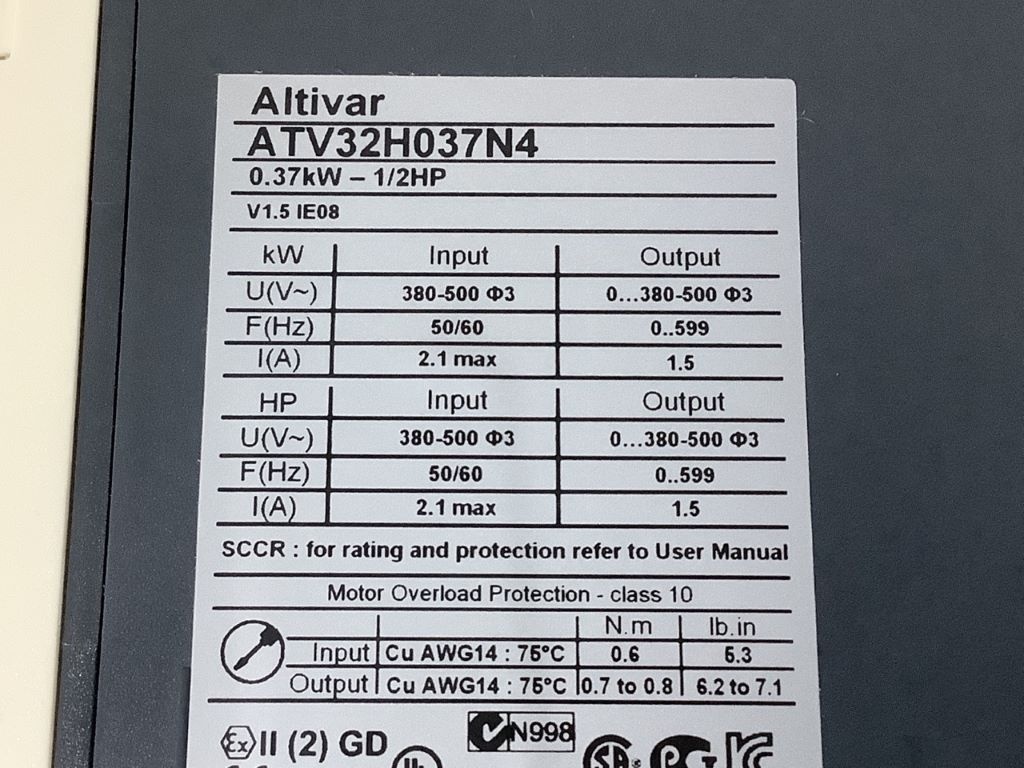 Altivar
ATV32H037N4
0.37kW – 1/2HP
V1.5 IE08
kW Input Output
U(V~) 380-500 Φ3 0...380-500 Φ3
F(Hz) 50/60 0..599
I(A) 2.1 max 1.5
HP Input Output
U(V~) 380-500 Φ3 0...380-500 Φ3
F(Hz) 50/60 0..599
I(A) 2.1 max 1.5
SCCR : for rating and protection refer to User Manual
Motor Overload Protection - class 10
N.m lb.in
Input Cu AWG14 : 75°C 0.6 5.3
Output Cu AWG14 : 75°C 0.7 to 0.8 6.2 to 7.1
Ex II (2) GD N998